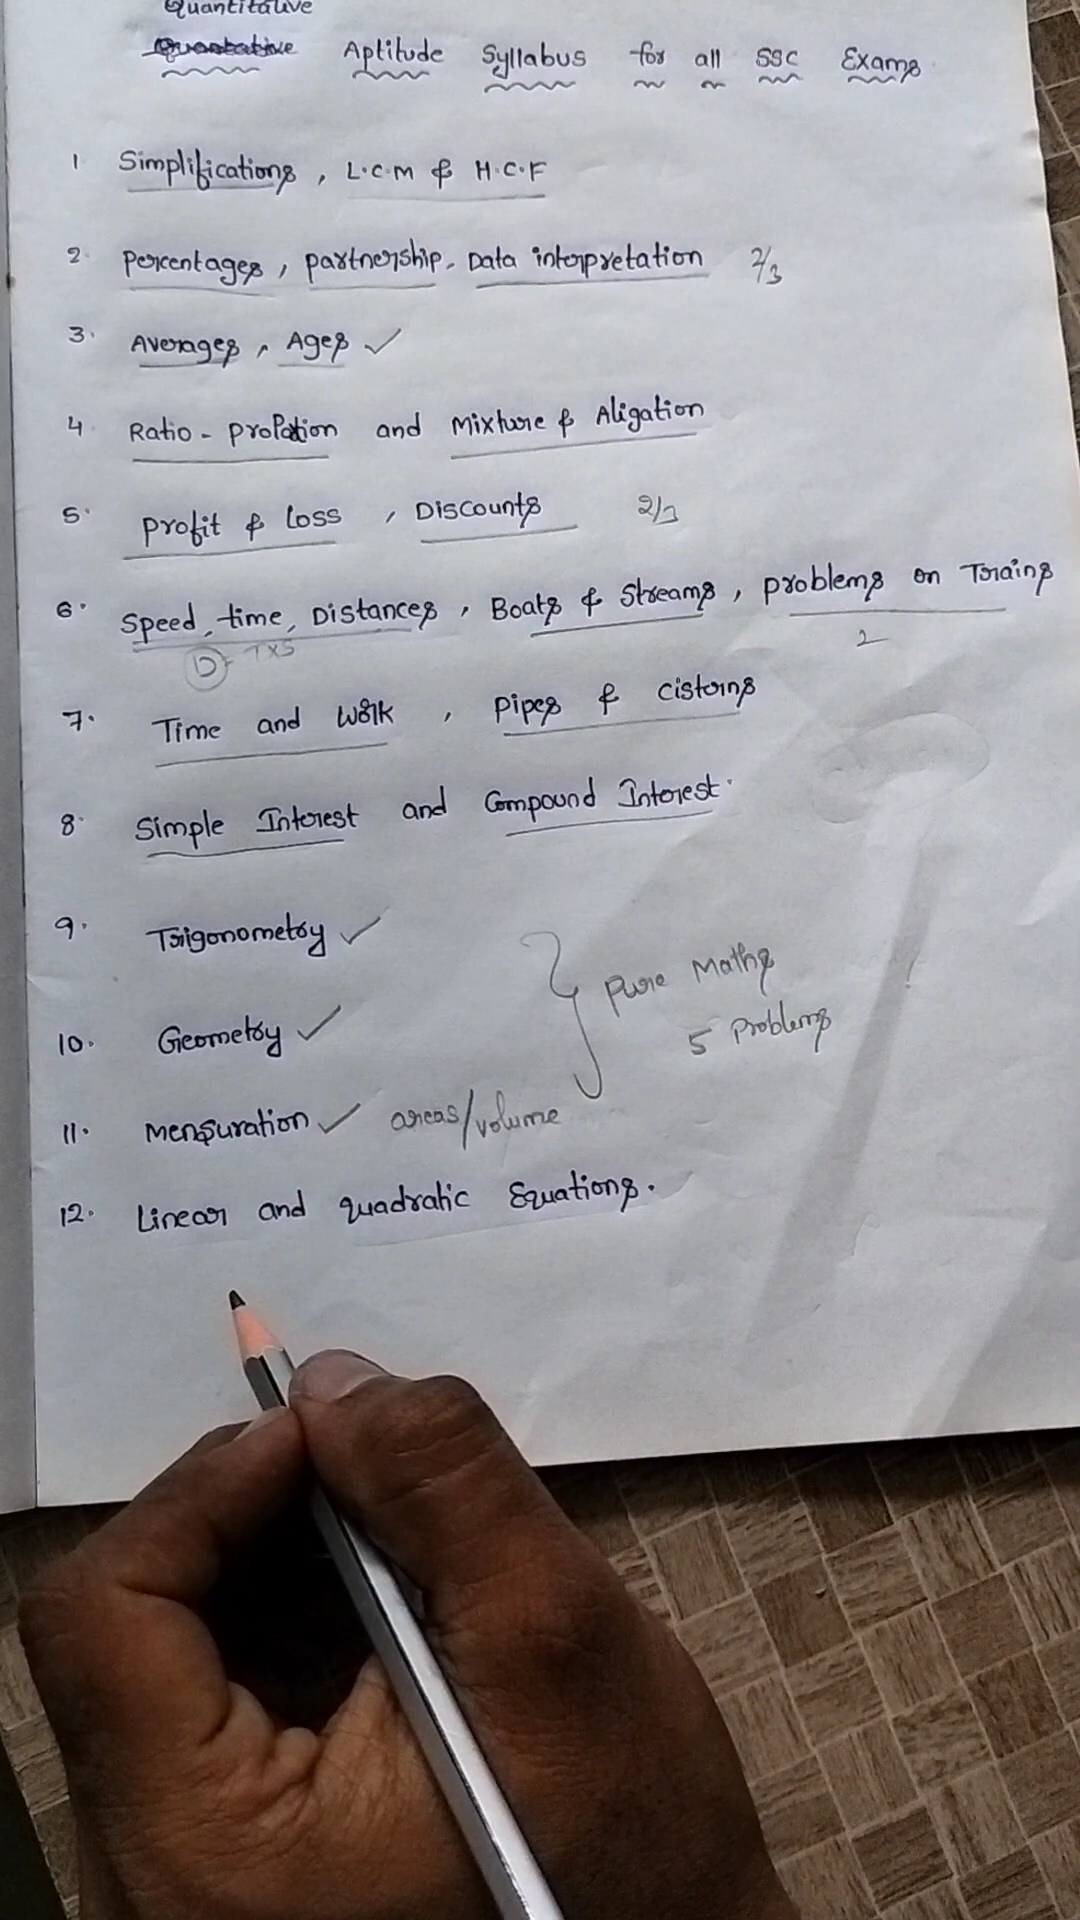 Quantitative
Quantative Aptitude Syllabus for all SSC Exams
1 Simplifications, L.C.M & H.C.F
2. Percentages, partnership, Data interpretation 2/3
3. Averages, Ages ✓
4 Ratio - propotion and Mixture & Aligation
5. Profit & Loss, Discounts 2/3
6. Speed, time, Distances, Boats & Streams, problems on Trains
D = T×S 2
7. Time and Work, Pipes & cisterns
8. Simple Interest and Compound Interest.
9. Trigonometry ✓
Pure Maths
10. Geometry ✓
5 Problems
11. Mensuration ✓ areas/volume
12. Linear and quadratic Equations.